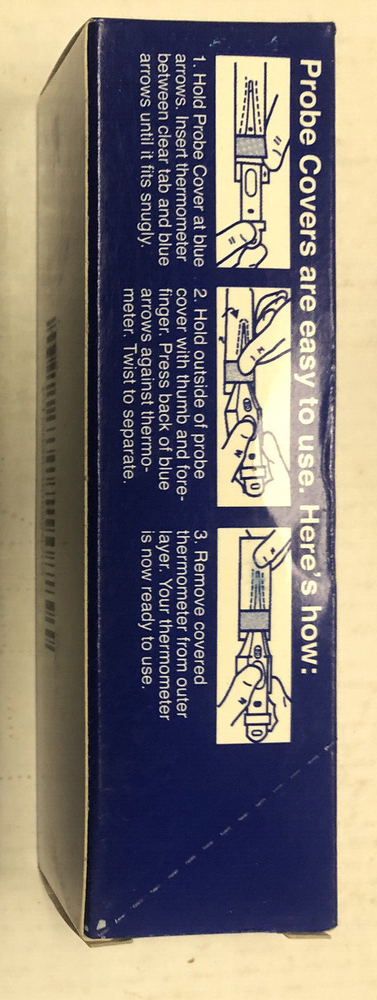 Probe Covers are easy to use. Here's how:
1. Hold Probe Cover at blue
arrows. Insert thermometer
between clear tab and blue
arrows until it fits snugly.
2. Hold outside of probe
cover with thumb and fore-
finger. Press back of blue
arrows against thermo-
meter. Twist to separate.
3. Remove covered
thermometer from outer
layer. Your thermometer
is now ready to use.